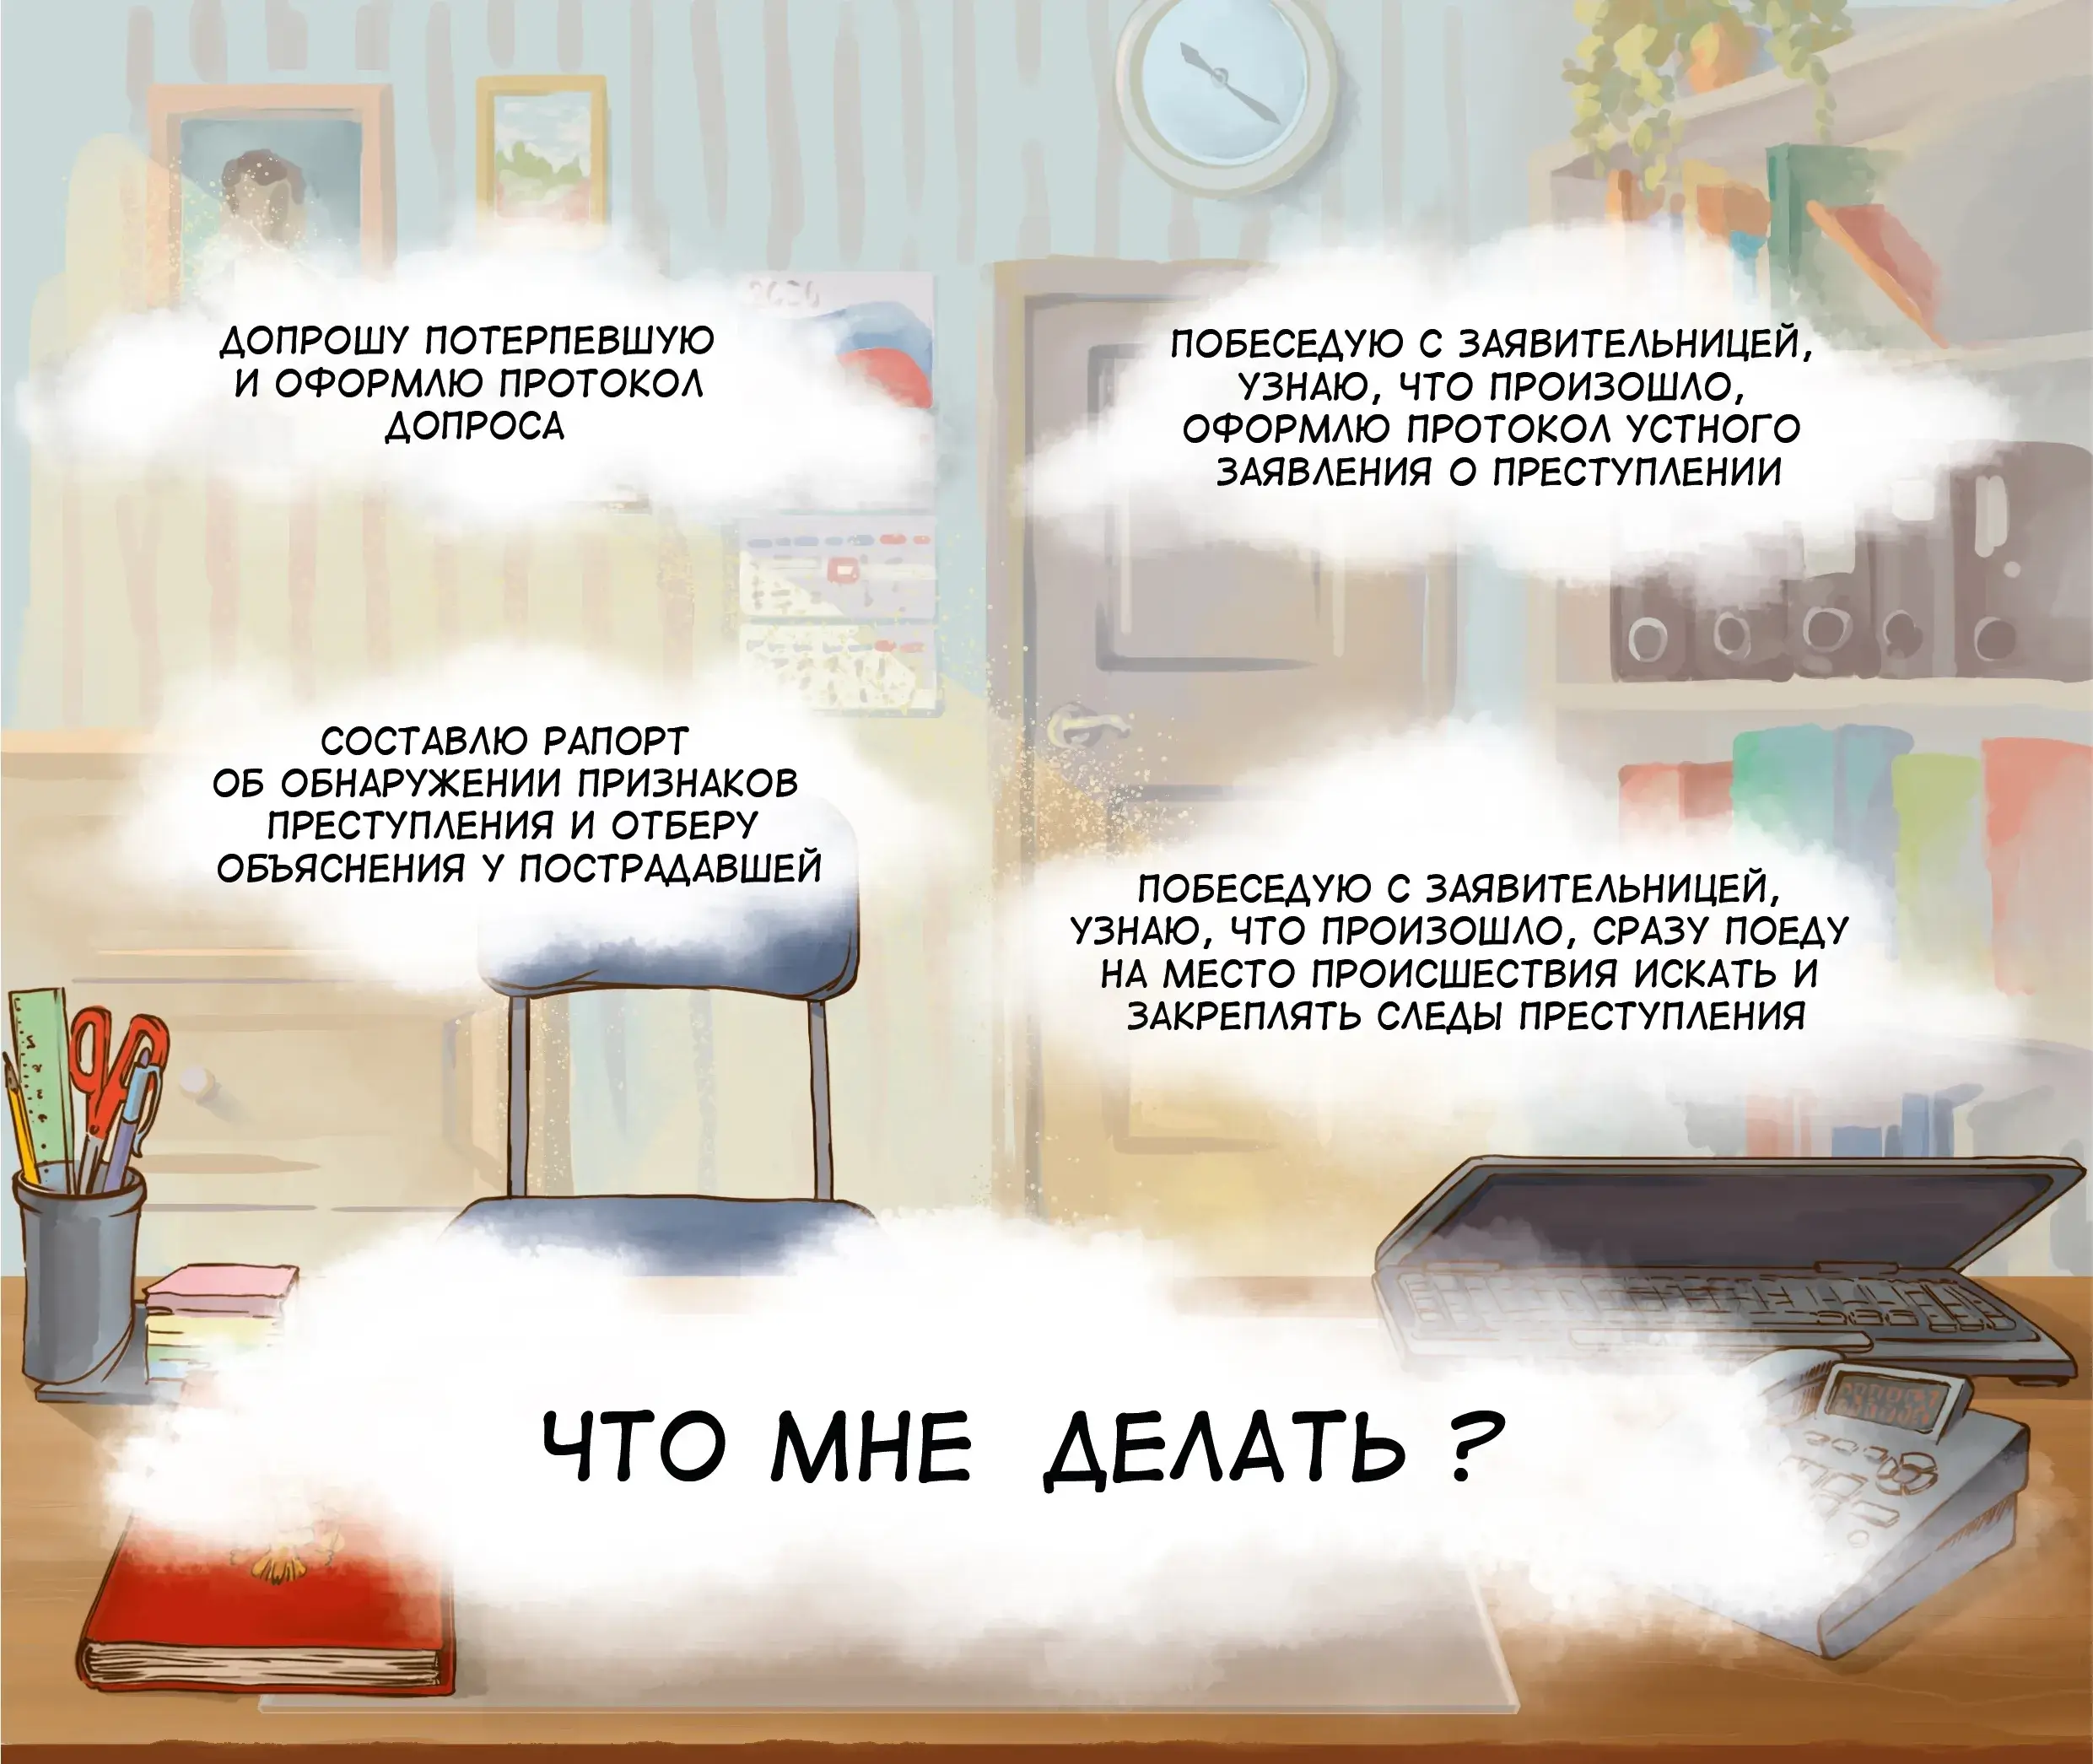 ДОПРОШУ ПОТЕРПЕВШУЮ
И ОФОРМЛЮ ПРОТОКОЛ
ДОПРОСА
ПОБЕСЕДУЮ С ЗАЯВИТЕЛЬНИЦЕЙ,
УЗНАЮ, ЧТО ПРОИЗОШЛО,
ОФОРМЛЮ ПРОТОКОЛ УСТНОГО
ЗАЯВЛЕНИЯ О ПРЕСТУПЛЕНИИ
СОСТАВЛЮ РАПОРТ
ОБ ОБНАРУЖЕНИИ ПРИЗНАКОВ
ПРЕСТУПЛЕНИЯ И ОТБЕРУ
ОБЪЯСНЕНИЯ У ПОСТРАДАВШЕЙ
ПОБЕСЕДУЮ С ЗАЯВИТЕЛЬНИЦЕЙ,
УЗНАЮ, ЧТО ПРОИЗОШЛО, СРАЗУ ПОЕДУ
НА МЕСТО ПРОИСШЕСТВИЯ ИСКАТЬ И
ЗАКРЕПЛЯТЬ СЛЕДЫ ПРЕСТУПЛЕНИЯ
ЧТО МНЕ ДЕЛАТЬ ?